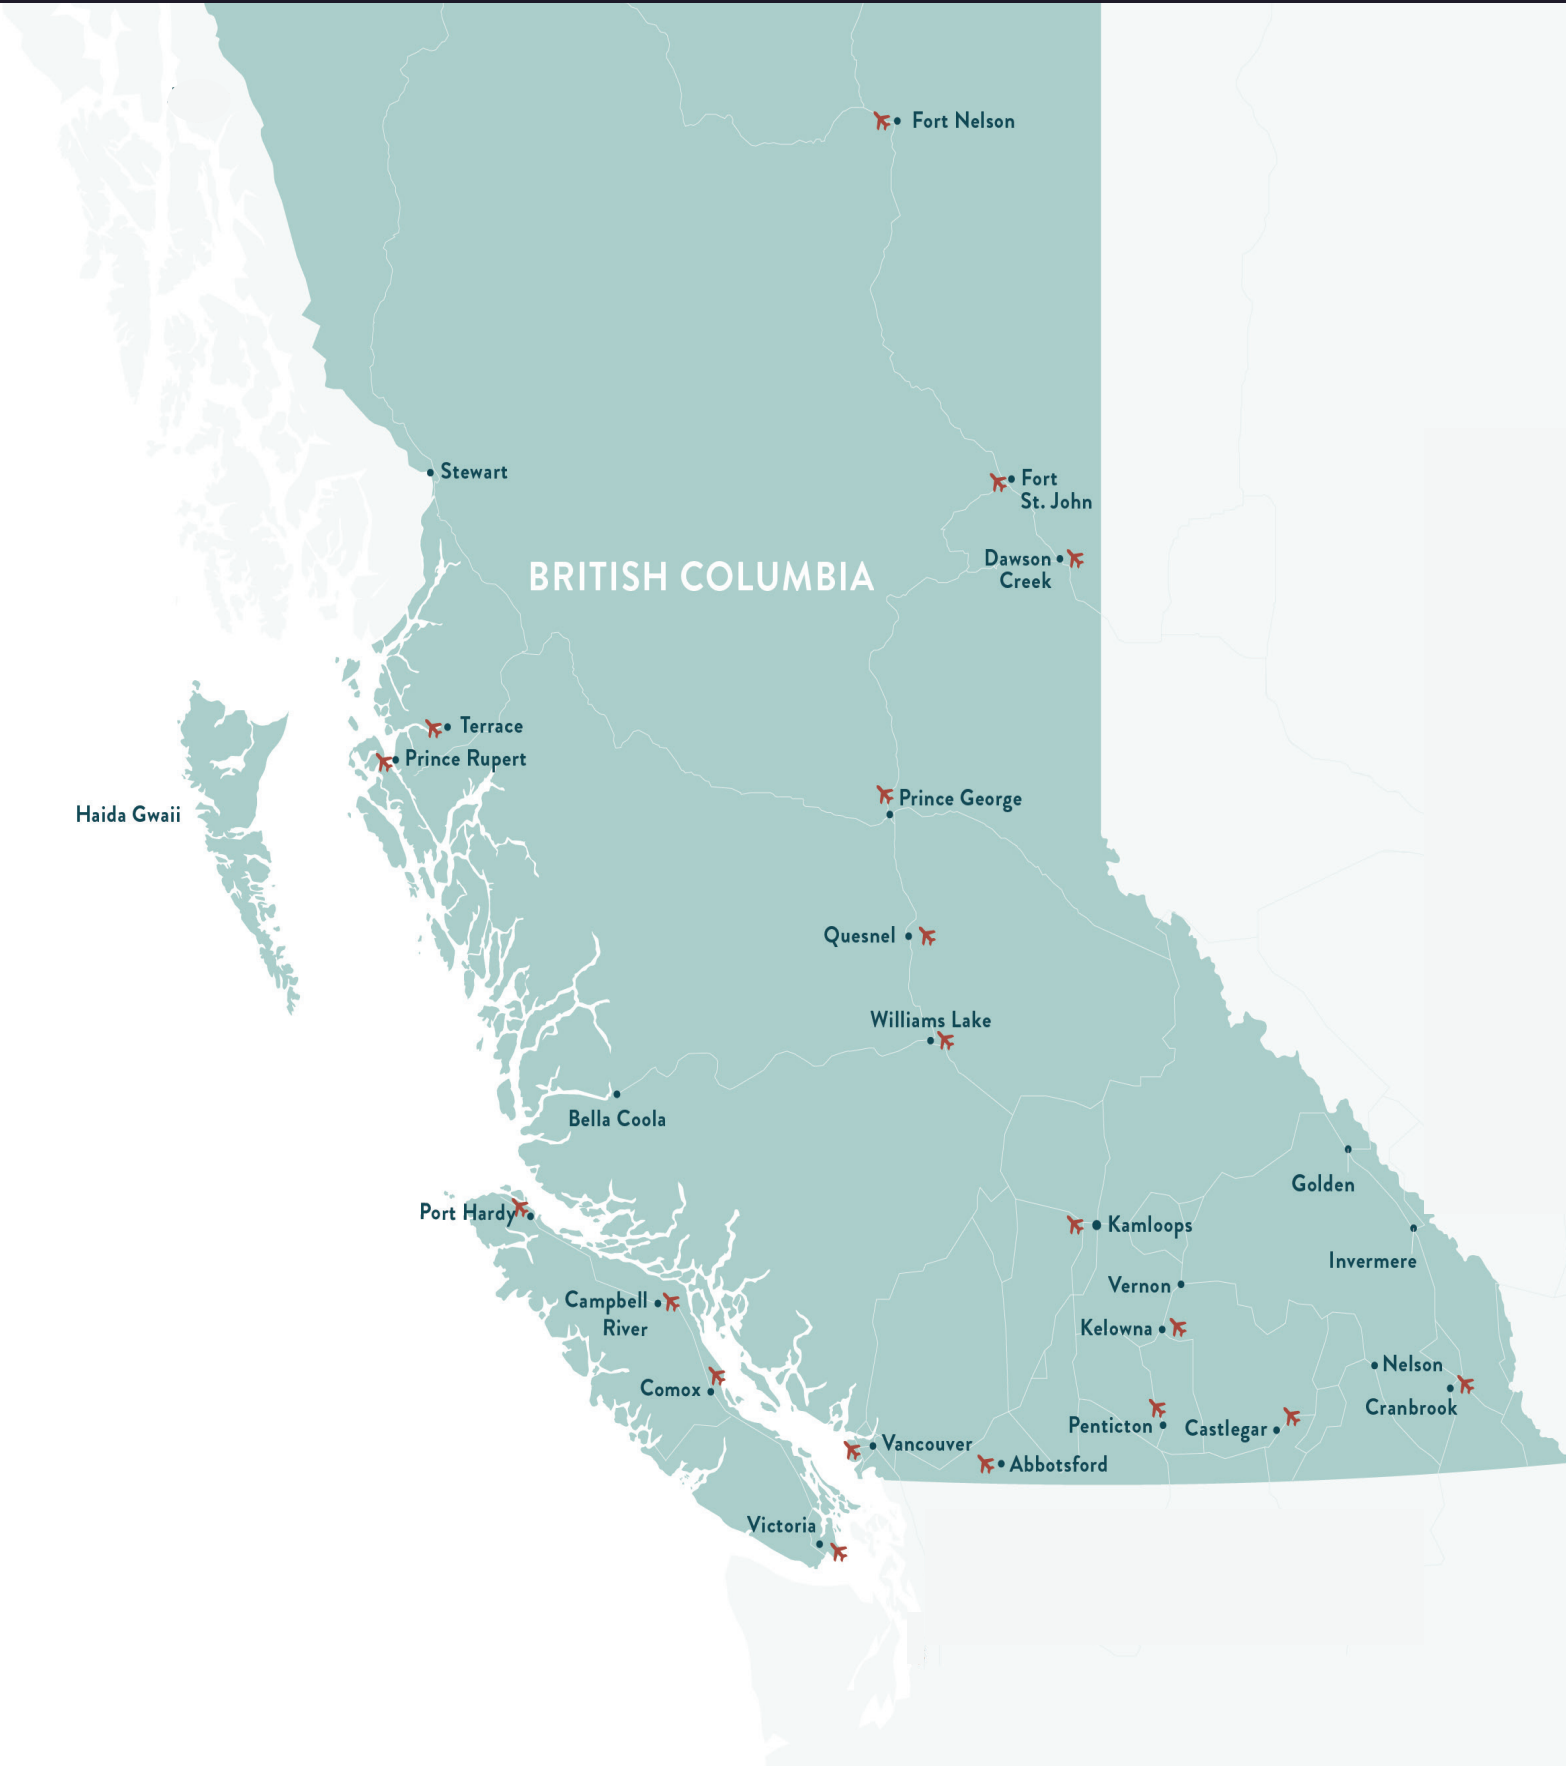 Fort Nelson
Stewart
Fort
St. John
Dawson
Creek
BRITISH COLUMBIA
Terrace
Prince Rupert
Prince George
Haida Gwaii
Quesnel
Williams Lake
Bella Coola
Golden
Port Hardy
Kamloops
Invermere
Vernon
Campbell
River
Kelowna
Nelson
Comox
Cranbrook
Penticton
Castlegar
Vancouver
Abbotsford
Victoria